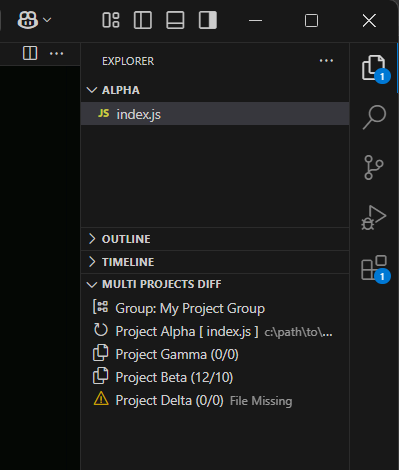 EXPLORER
1
ALPHA
JS index.js
OUTLINE
TIMELINE
MULTI PROJECTS DIFF
1
Group: My Project Group
Project Alpha [ index.js ] c:\path\to\...
Project Gamma (0/0)
Project Beta (12/10)
Project Delta (0/0) File Missing